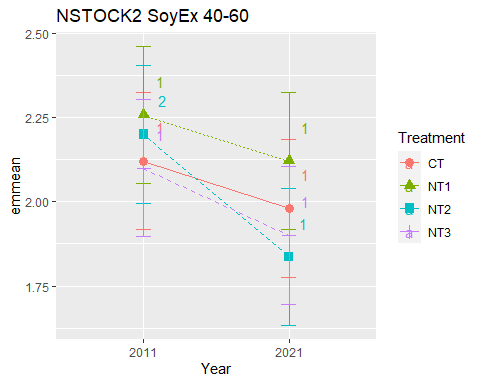 NSTOCK2 SoyEx 40-60
2.50
1
2
2.25
1
1
1
1
Treatment
CT
a
NT1
a
NT2
a
NT3
a
emmean
2.00
1
1
1.75
2011
2021
Year